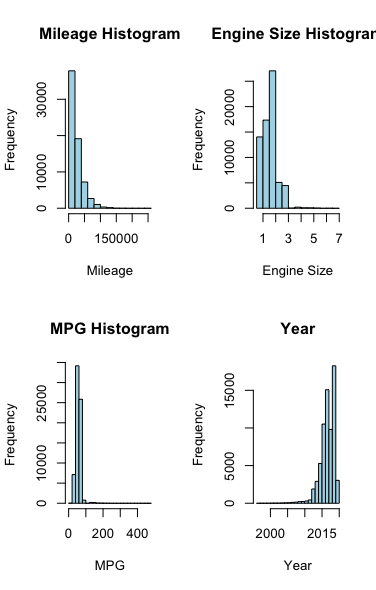 Mileage Histogram
Frequency
0 10000 30000
0 150000
Mileage
Engine Size Histogran
Frequency
0 10000 20000
1 3 5 7
Engine Size
MPG Histogram
Frequency
0 10000 25000
0 200 400
MPG
Year
Frequency
0 5000 15000
2000 2015
Year